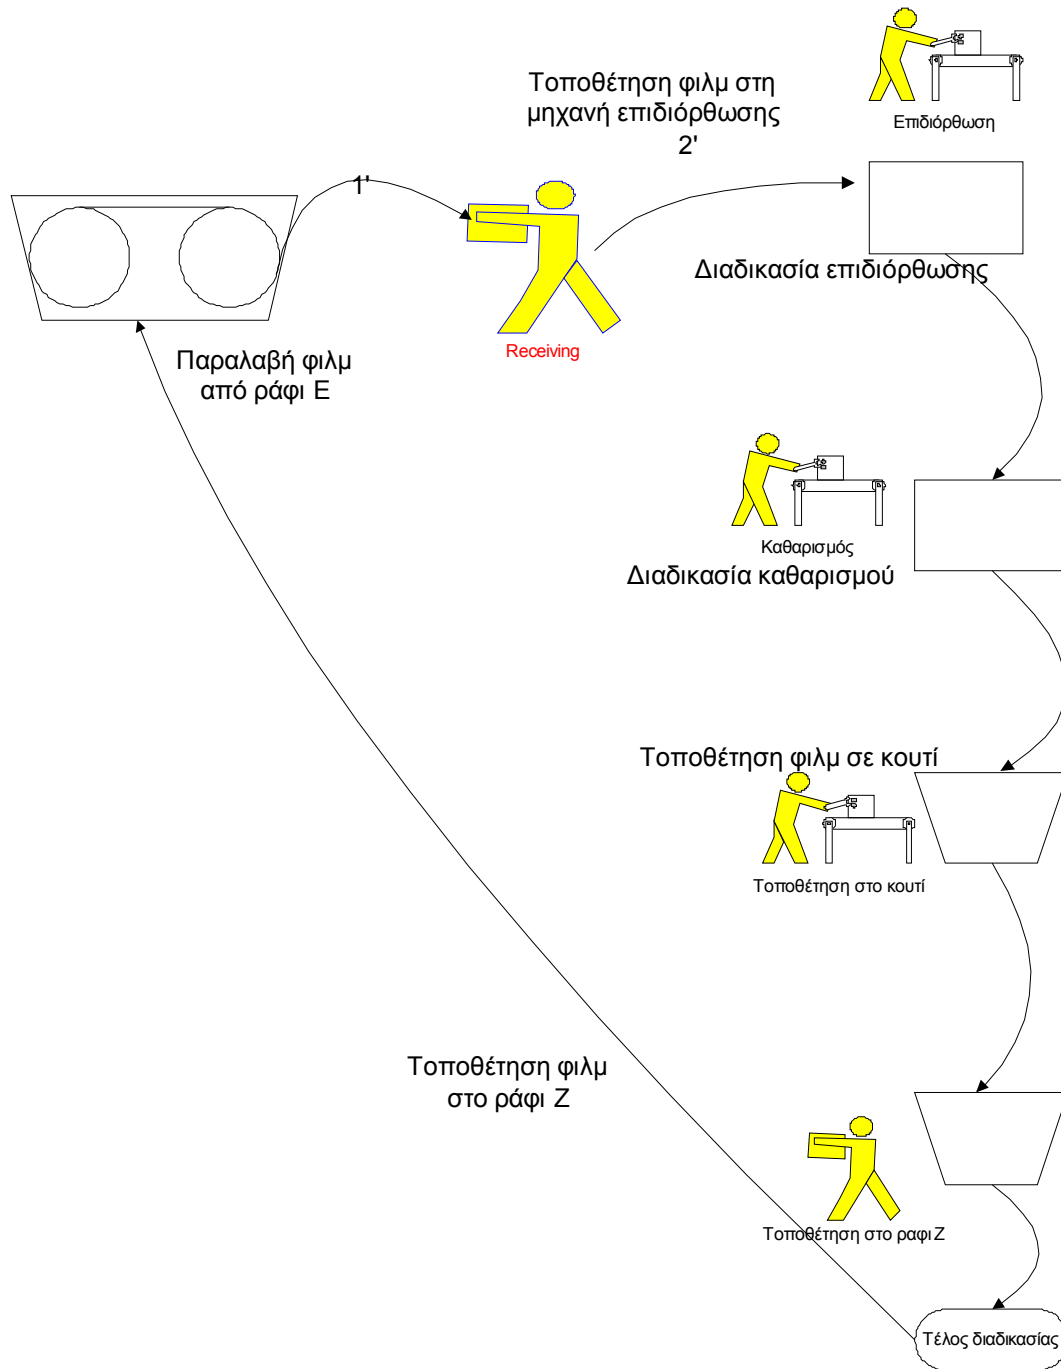 Επιδιόρθωση
Τοποθέτηση φιλμ στη
μηχανή επιδιόρθωσης
2'
1'
Διαδικασία επιδιόρθωσης
Receiving
Παραλαβή φιλμ
από ράφι Ε
Καθαρισμός
Διαδικασία καθαρισμού
Τοποθέτηση φιλμ σε κουτί
Τοποθέτηση στο κουτί
Τοποθέτηση φιλμ
στο ράφι Ζ
Τοποθέτηση στο ραφι Ζ
Τέλος διαδικασίας